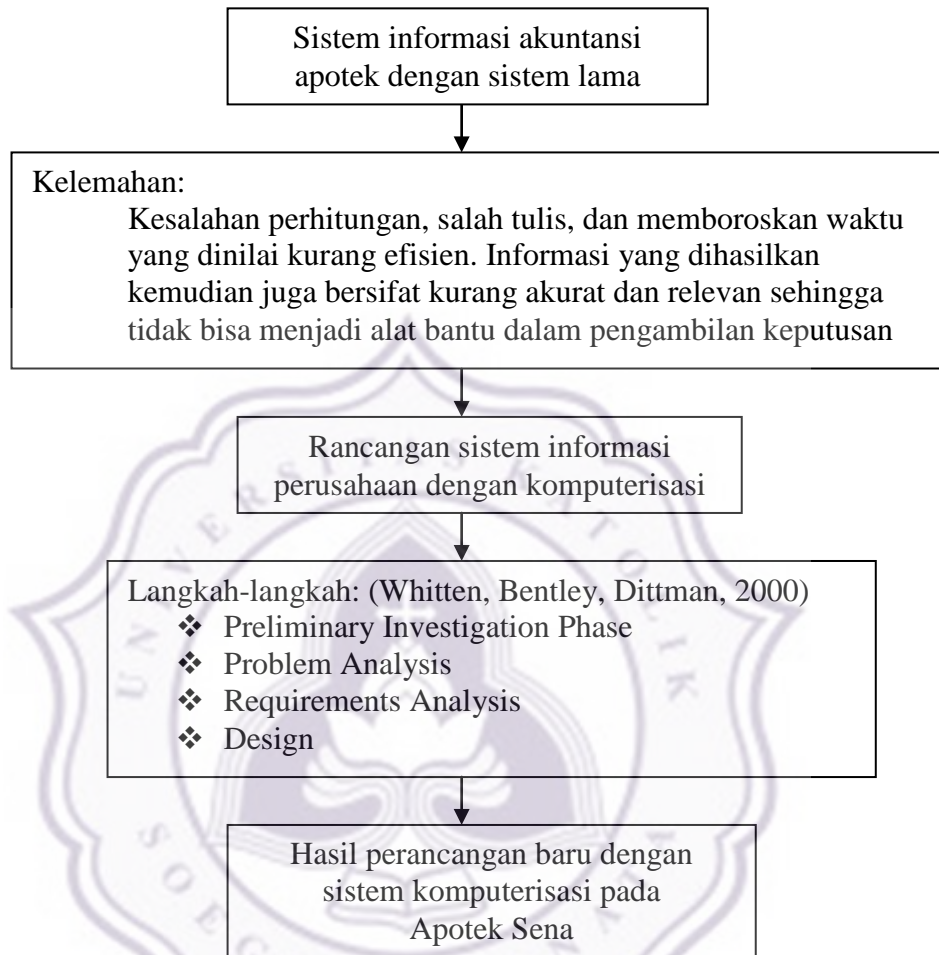 Sistem informasi akuntansi
apotek dengan sistem lama
Kelemahan:
Kesalahan perhitungan, salah tulis, dan memboroskan waktu
yang dinilai kurang efisien. Informasi yang dihasilkan
kemudian juga bersifat kurang akurat dan relevan sehingga
tidak bisa menjadi alat bantu dalam pengambilan keputusan
Rancangan sistem informasi
perusahaan dengan komputerisasi
Langkah-langkah: (Whitten, Bentley, Dittman, 2000)
❖ Preliminary Investigation Phase
❖ Problem Analysis
❖ Requirements Analysis
❖ Design
Hasil perancangan baru dengan
sistem komputerisasi pada
Apotek Sena
UNIVERSITAS KATOLIK